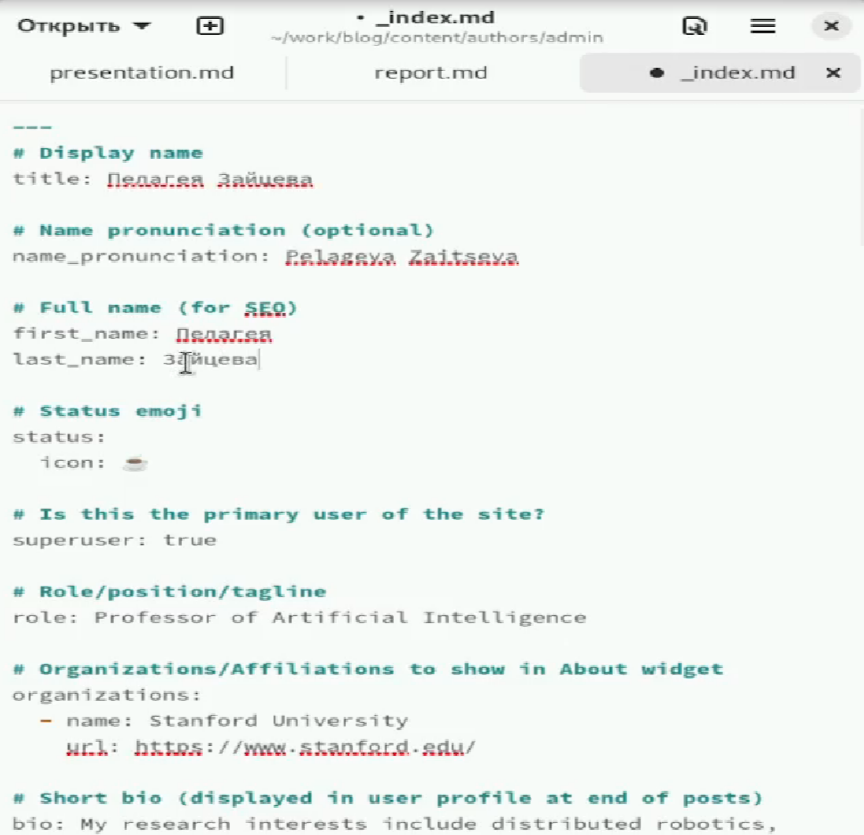 Открыть
• _index.md
~/work/blog/content/authors/admin
presentation.md
report.md
● _index.md
---
# Display name
title: Пелагея Зайцева
# Name pronunciation (optional)
name_pronunciation: Pelageya Zaitseva
# Full name (for SEO)
first_name: Пелагея
last_name: Зайцева
# Status emoji
status:
icon: ☕
# Is this the primary user of the site?
superuser: true
# Role/position/tagline
role: Professor of Artificial Intelligence
# Organizations/Affiliations to show in About widget
organizations:
- name: Stanford University
url: https://www.stanford.edu/
# Short bio (displayed in user profile at end of posts)
bio: My research interests include distributed robotics,